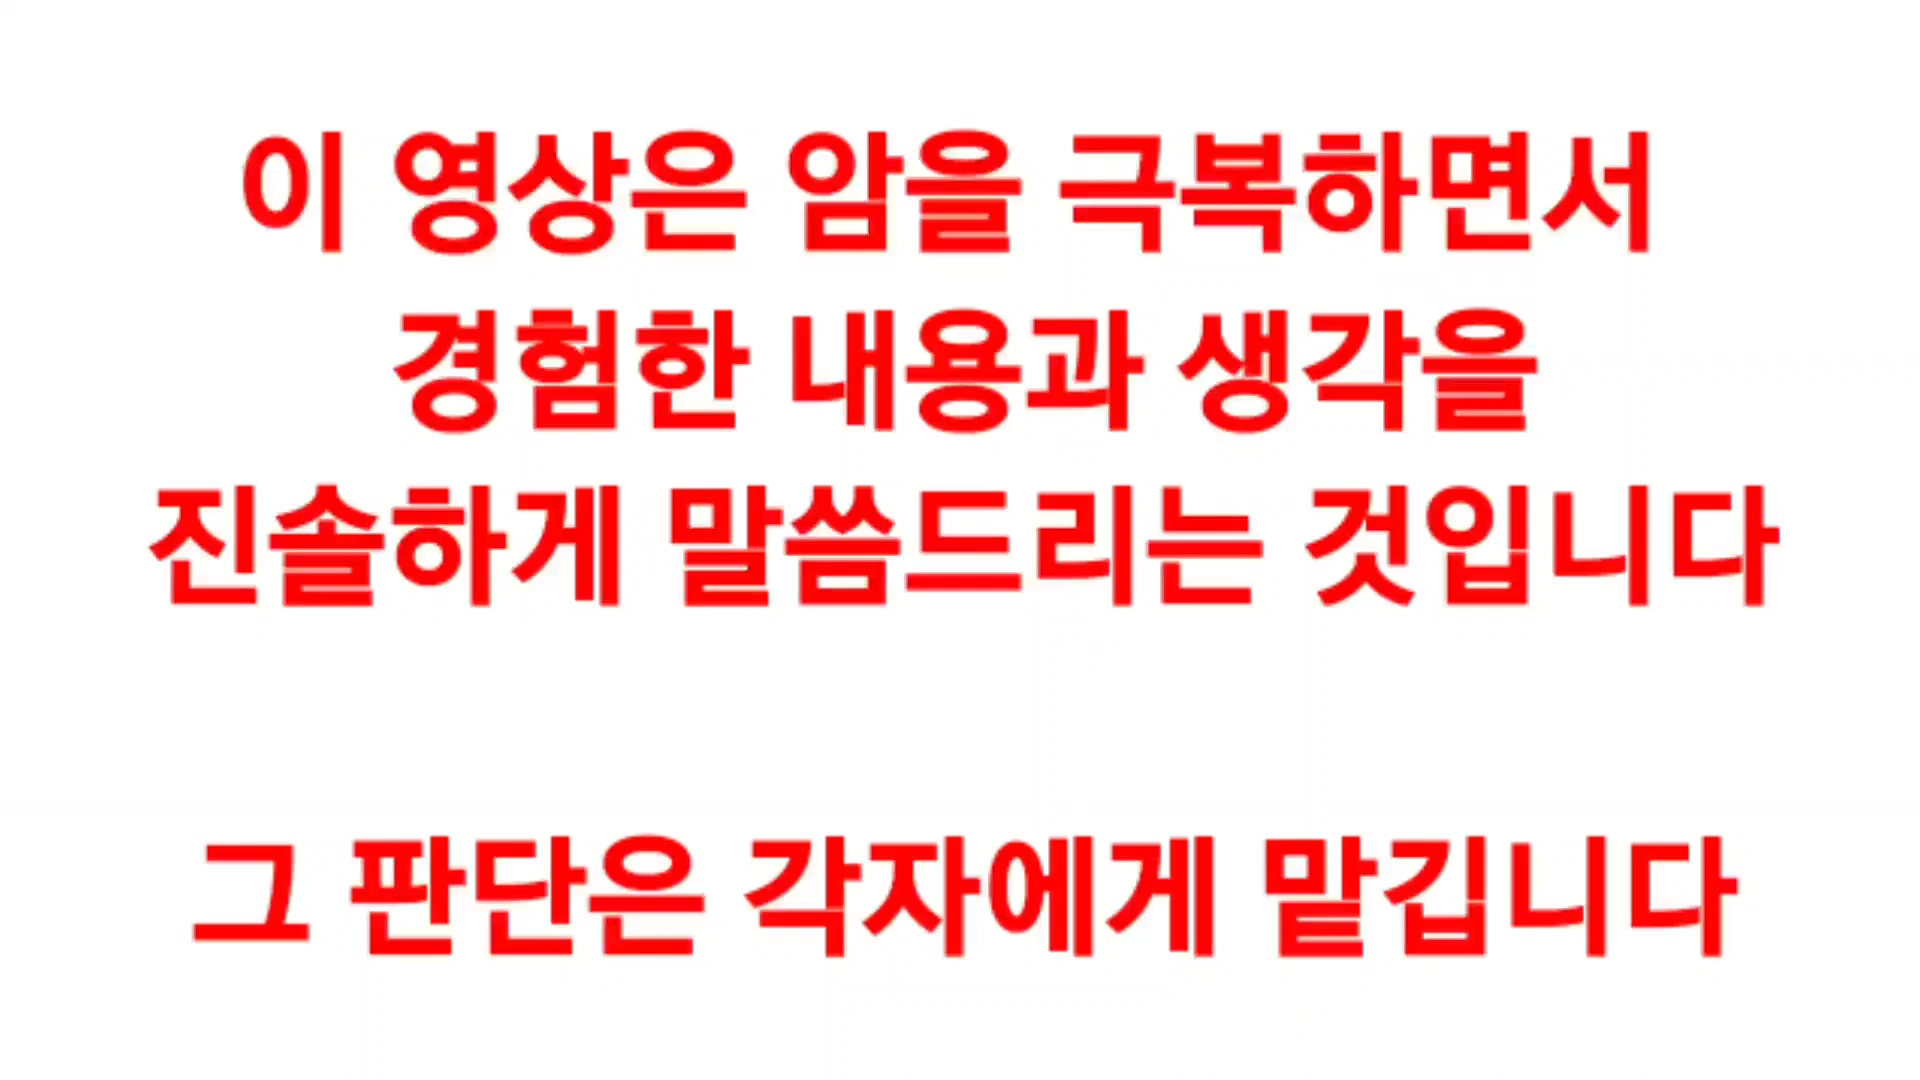 이 영상은 암을 극복하면서
경험한 내용과 생각을
진솔하게 말씀드리는 것입니다
그 판단은 각자에게 맡깁니다